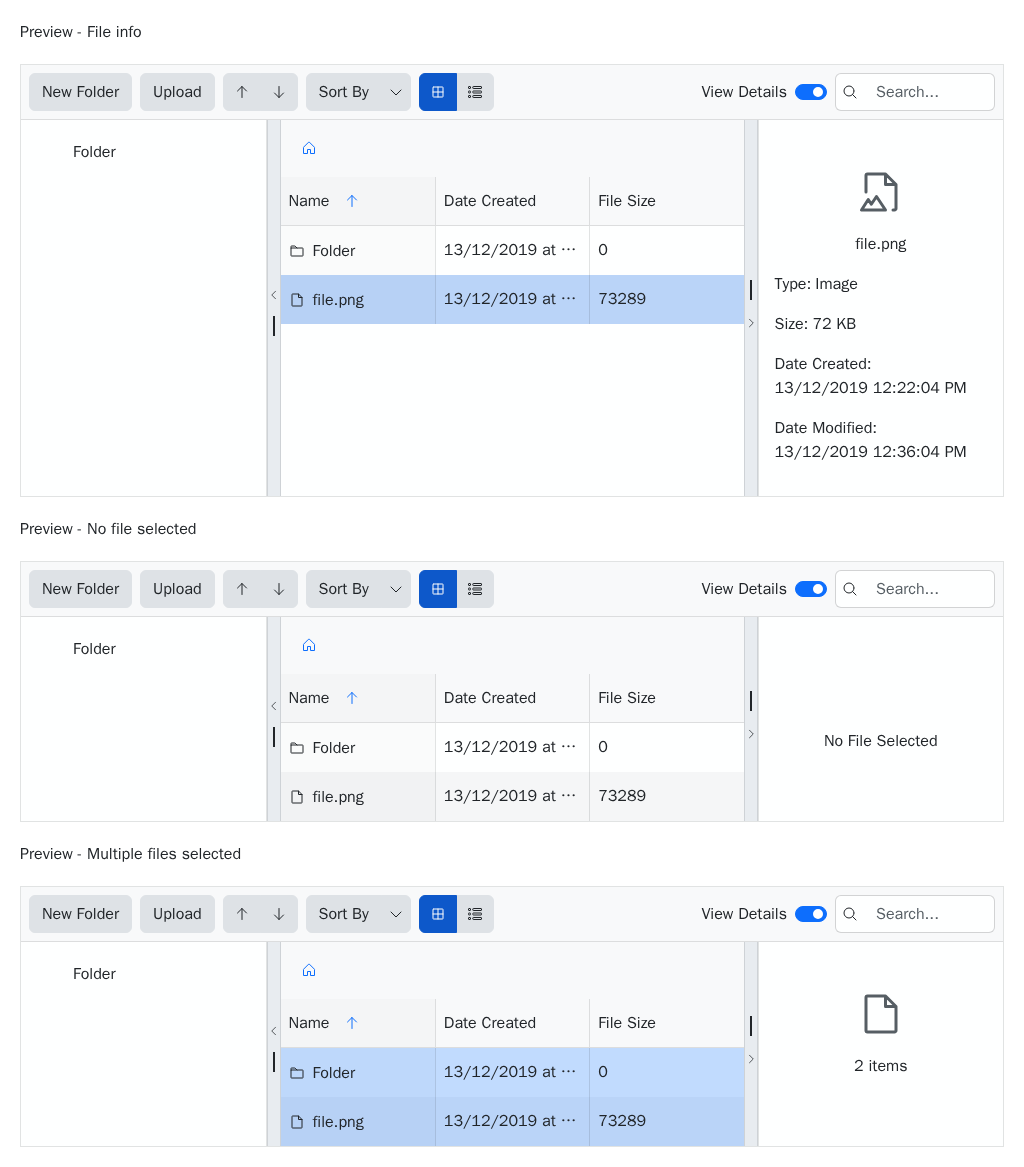 Preview - File info
New Folder Upload Sort By View Details Search...
Folder
Name Date Created File Size
Folder 13/12/2019 at ··· 0
file.png 13/12/2019 at ··· 73289
file.png
Type: Image
Size: 72 KB
Date Created:
13/12/2019 12:22:04 PM
Date Modified:
13/12/2019 12:36:04 PM
Preview - No file selected
New Folder Upload Sort By View Details Search...
Folder
Name Date Created File Size
Folder 13/12/2019 at ··· 0
file.png 13/12/2019 at ··· 73289
No File Selected
Preview - Multiple files selected
New Folder Upload Sort By View Details Search...
Folder
Name Date Created File Size
Folder 13/12/2019 at ··· 0
file.png 13/12/2019 at ··· 73289
2 items